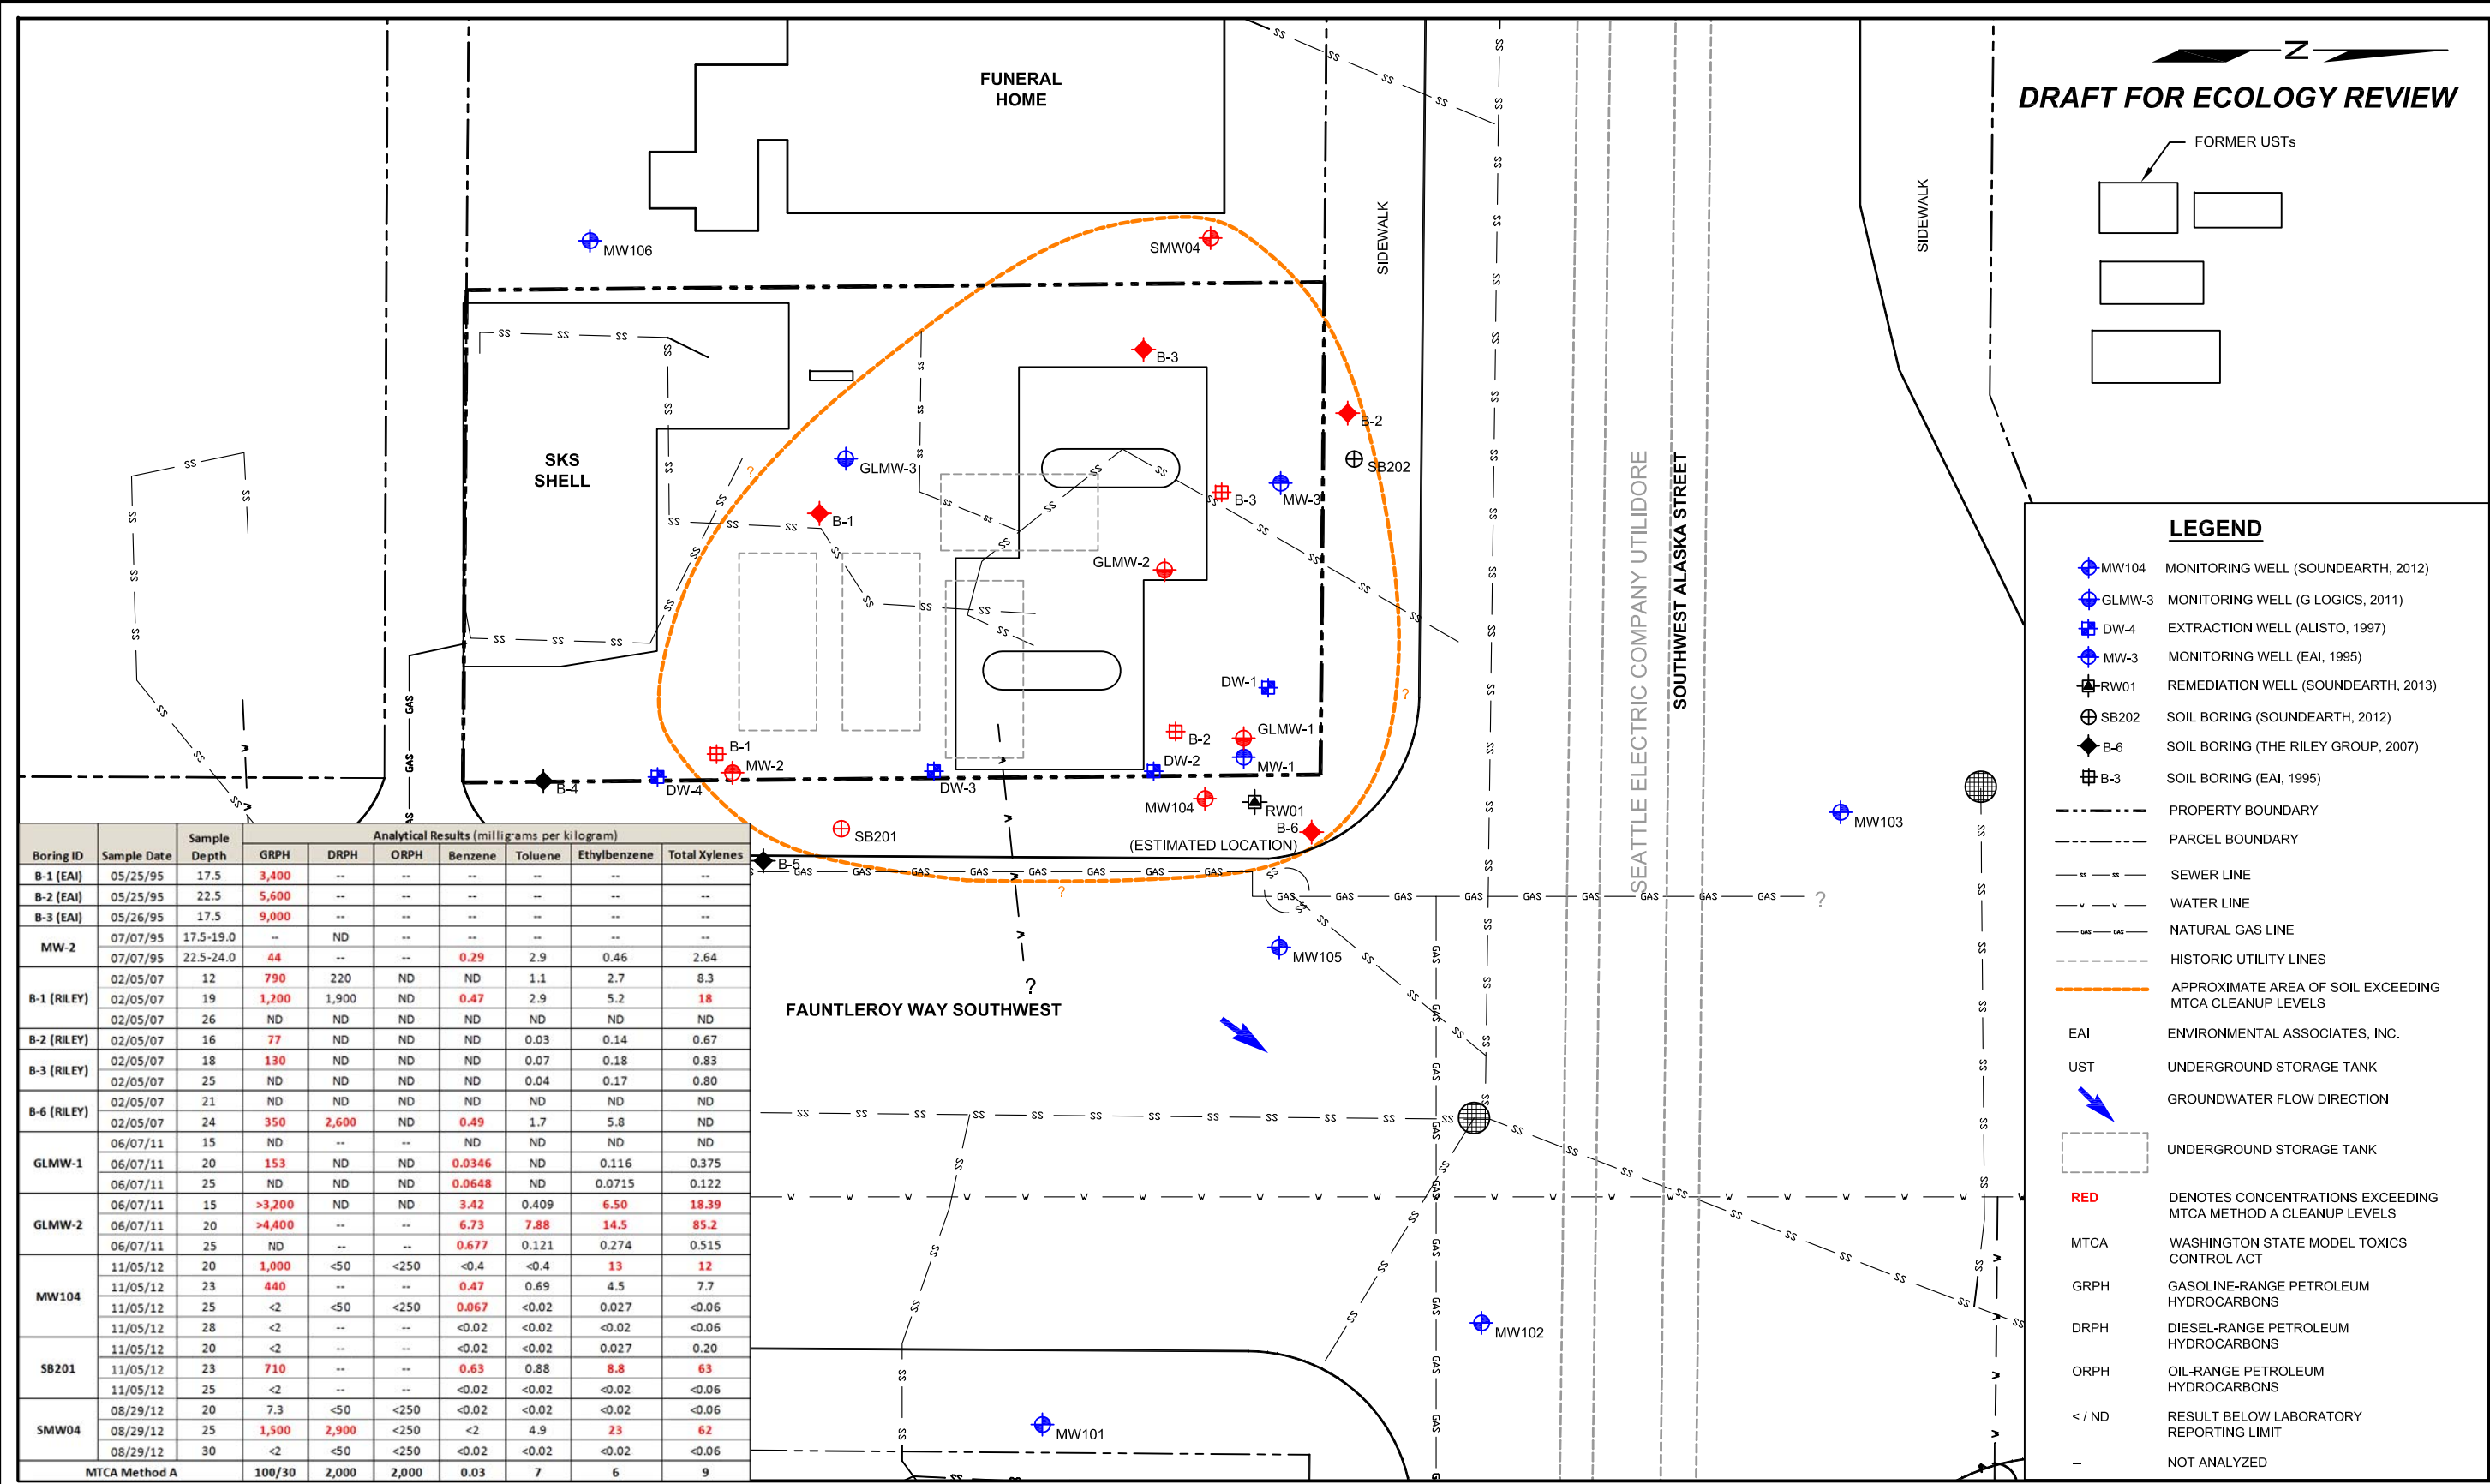 N
DRAFT FOR ECOLOGY REVIEW
FORMER USTs
FUNERAL
HOME
SIDEWALK
SIDEWALK
SMW04
MW106
B-3
B-2
SKS
SHELL
GLMW-3
SB202
B-3
MW-3
B-1
GLMW-2
SEATTLE ELECTRIC COMPANY UTILIDORE
SOUTHWEST ALASKA STREET
DW-1
GLMW-1
B-2
B-1
MW-2
DW-2
MW-1
B-4
DW-4
DW-3
MW104
RW01
B-6
(ESTIMATED LOCATION)
SB201
B-5
MW103
MW105
FAUNTLEROY WAY SOUTHWEST
MW102
MW101
LEGEND
MW104 MONITORING WELL (SOUNDEARTH, 2012)
GLMW-3 MONITORING WELL (G LOGICS, 2011)
DW-4 EXTRACTION WELL (ALISTO, 1997)
MW-3 MONITORING WELL (EAI, 1995)
RW01 REMEDIATION WELL (SOUNDEARTH, 2013)
SB202 SOIL BORING (SOUNDEARTH, 2012)
B-6 SOIL BORING (THE RILEY GROUP, 2007)
B-3 SOIL BORING (EAI, 1995)
PROPERTY BOUNDARY
PARCEL BOUNDARY
SS SS SEWER LINE
V WATER LINE
GAS GAS NATURAL GAS LINE
HISTORIC UTILITY LINES
APPROXIMATE AREA OF SOIL EXCEEDING
MTCA CLEANUP LEVELS
EAI ENVIRONMENTAL ASSOCIATES, INC.
UST UNDERGROUND STORAGE TANK
GROUNDWATER FLOW DIRECTION
UNDERGROUND STORAGE TANK
RED DENOTES CONCENTRATIONS EXCEEDING
MTCA METHOD A CLEANUP LEVELS
MTCA WASHINGTON STATE MODEL TOXICS
CONTROL ACT
GRPH GASOLINE-RANGE PETROLEUM
HYDROCARBONS
DRPH DIESEL-RANGE PETROLEUM
HYDROCARBONS
ORPH OIL-RANGE PETROLEUM
HYDROCARBONS
< / ND RESULT BELOW LABORATORY
REPORTING LIMIT
– NOT ANALYZED
Boring ID Sample Date Sample Depth Analytical Results (milligrams per kilogram)
GRPH DRPH ORPH Benzene Toluene Ethylbenzene Total Xylenes
B-1 (EAI) 05/25/95 17.5 3,400 -- -- -- -- -- --
B-2 (EAI) 05/25/95 22.5 5,600 -- -- -- -- -- --
B-3 (EAI) 05/26/95 17.5 9,000 -- -- -- -- -- --
MW-2 07/07/95 17.5-19.0 -- ND -- -- -- -- --
07/07/95 22.5-24.0 44 -- -- 0.29 2.9 0.46 2.64
B-1 (RILEY) 02/05/07 12 790 220 ND ND 1.1 2.7 8.3
02/05/07 19 1,200 1,900 ND 0.47 2.9 5.2 18
02/05/07 26 ND ND ND ND ND ND ND
B-2 (RILEY) 02/05/07 16 77 ND ND ND 0.03 0.14 0.67
B-3 (RILEY) 02/05/07 18 130 ND ND ND 0.07 0.18 0.83
02/05/07 25 ND ND ND ND 0.04 0.17 0.80
B-6 (RILEY) 02/05/07 21 ND ND ND ND ND ND ND
02/05/07 24 350 2,600 ND 0.49 1.7 5.8 ND
GLMW-1 06/07/11 15 ND -- -- ND ND ND ND
06/07/11 20 153 ND ND 0.0346 ND 0.116 0.375
06/07/11 25 ND ND ND 0.0648 ND 0.0715 0.122
GLMW-2 06/07/11 15 >3,200 ND ND 3.42 0.409 6.50 18.39
06/07/11 20 >4,400 -- -- 6.73 7.88 14.5 85.2
06/07/11 25 ND -- -- 0.677 0.121 0.274 0.515
MW104 11/05/12 20 1,000 <50 <250 <0.4 <0.4 13 12
11/05/12 23 440 -- -- 0.47 0.69 4.5 7.7
11/05/12 25 <2 <50 <250 0.067 <0.02 0.027 <0.06
11/05/12 28 <2 -- -- <0.02 <0.02 <0.02 <0.06
SB201 11/05/12 20 <2 -- -- <0.02 <0.02 0.027 0.20
11/05/12 23 710 -- -- 0.63 0.88 8.8 63
11/05/12 25 <2 -- -- <0.02 <0.02 <0.02 <0.06
SMW04 08/29/12 20 7.3 <50 <250 <0.02 <0.02 <0.02 <0.06
08/29/12 25 1,500 2,900 <250 <2 4.9 23 62
08/29/12 30 <2 <50 <250 <0.02 <0.02 <0.02 <0.06
MTCA Method A 100/30 2,000 2,000 0.03 7 6 9